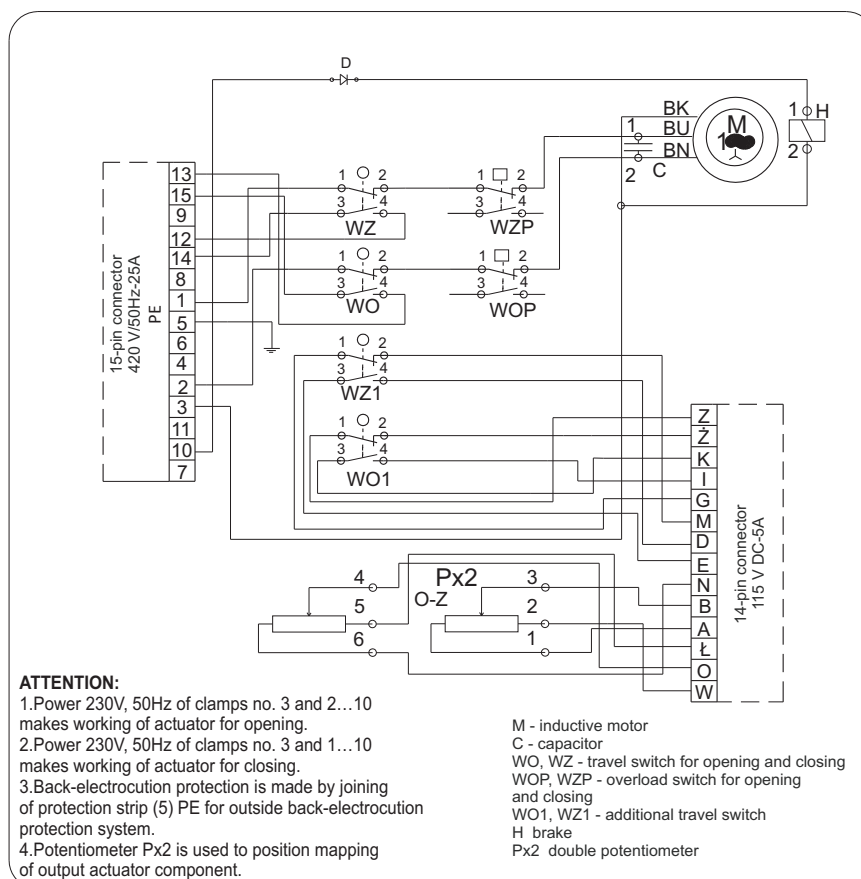 D
BK
BU
BN
M
1
1
2
C
1
H
2
15-pin connector
420 V/50Hz-25A
PE
13
15
9
12
14
8
1
5
6
4
2
3
11
10
7
1 2
3 4
WZ
1 2
3 4
WZP
1 2
3 4
WO
1 2
3 4
WOP
1 2
3 4
WZ1
1 2
3 4
WO1
Z
Ż
K
I
G
M
D
E
N
B
A
Ł
O
W
14-pin connector
115 V DC-5A
4
5
6
Px2
O-Z
3
2
1
ATTENTION:
1.Power 230V, 50Hz of clamps no. 3 and 2...10
makes working of actuator for opening.
2.Power 230V, 50Hz of clamps no. 3 and 1...10
makes working of actuator for closing.
3.Back-electrocution protection is made by joining
of protection strip (5) PE for outside back-electrocution
protection system.
4.Potentiometer Px2 is used to position mapping
of output actuator component.
M - inductive motor
C - capacitor
WO, WZ - travel switch for opening and closing
WOP, WZP - overload switch for opening
and closing
WO1, WZ1 - additional travel switch
H brake
Px2 double potentiometer